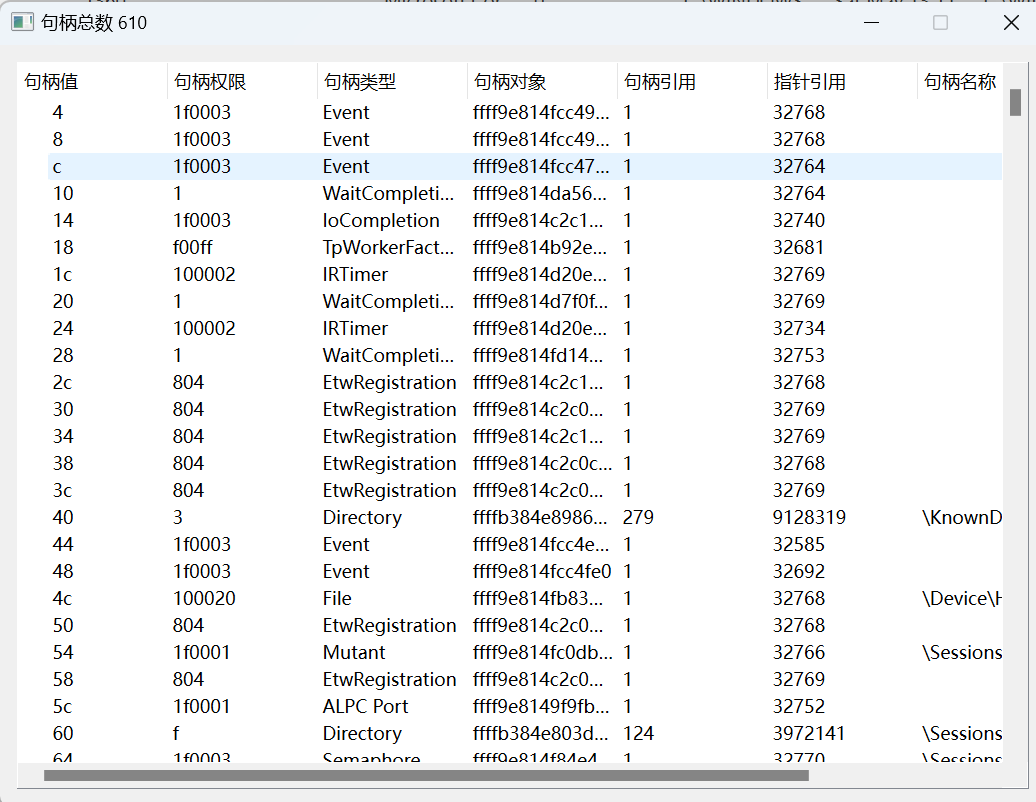 句柄总数 610
句柄值 句柄权限 句柄类型 句柄对象 句柄引用 指针引用 句柄名称
4 1f0003 Event ffff9e814fcc49... 1 32768
8 1f0003 Event ffff9e814fcc49... 1 32768
c 1f0003 Event ffff9e814fcc47... 1 32764
10 1 WaitCompleti... ffff9e814da56... 1 32764
14 1f0003 IoCompletion ffff9e814c2c1... 1 32740
18 f00ff TpWorkerFact... ffff9e814b92e... 1 32681
1c 100002 IRTimer ffff9e814d20e... 1 32769
20 1 WaitCompleti... ffff9e814d7f0f... 1 32769
24 100002 IRTimer ffff9e814d20e... 1 32734
28 1 WaitCompleti... ffff9e814fd14... 1 32753
2c 804 EtwRegistration ffff9e814c2c1... 1 32768
30 804 EtwRegistration ffff9e814c2c0... 1 32769
34 804 EtwRegistration ffff9e814c2c1... 1 32769
38 804 EtwRegistration ffff9e814c2c0c... 1 32768
3c 804 EtwRegistration ffff9e814c2c0... 1 32769
40 3 Directory ffffb384e8986... 279 9128319 \KnownD
44 1f0003 Event ffff9e814fcc4e... 1 32585
48 1f0003 Event ffff9e814fcc4fe0 1 32692
4c 100020 File ffff9e814fb83... 1 32768 \Device\H
50 804 EtwRegistration ffff9e814c2c0... 1 32768
54 1f0001 Mutant ffff9e814fc0db... 1 32766 \Sessions
58 804 EtwRegistration ffff9e814c2c0... 1 32769
5c 1f0001 ALPC Port ffff9e8149f9fb... 1 32752
60 f Directory ffffb384e803d... 124 3972141 \Sessions
64 1f0003 Semaphore ffff9e814f84e4... 1 32770 \Sessions